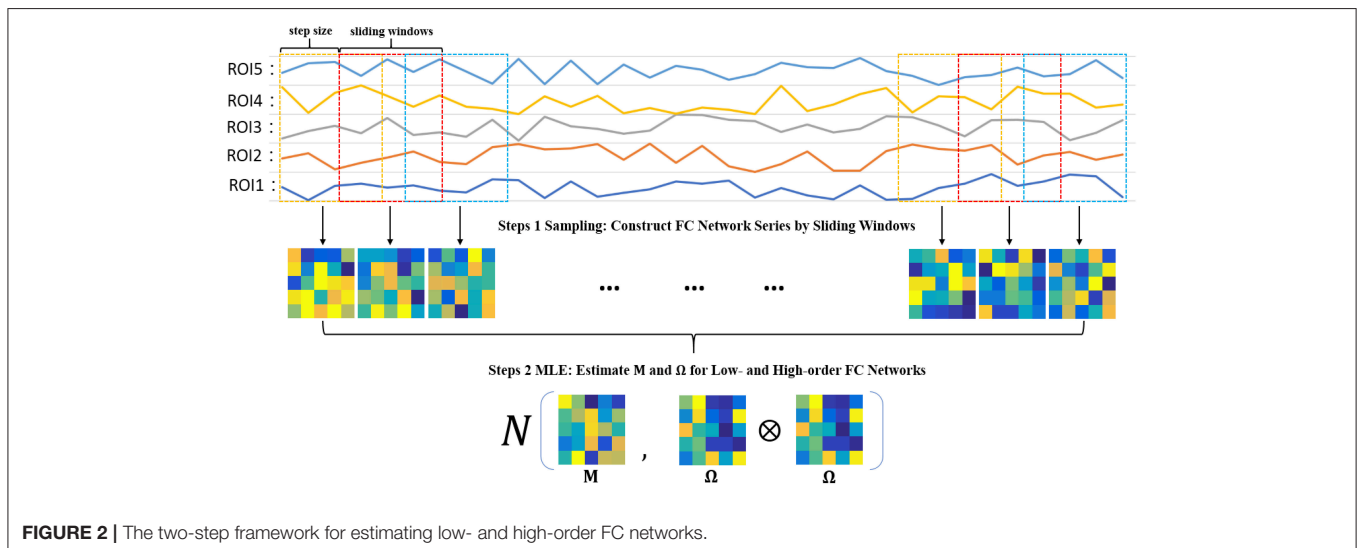 step size
sliding windows
ROI5 :
ROI4 :
ROI3 :
ROI2 :
ROI1 :
Steps 1 Sampling: Construct FC Network Series by Sliding Windows
... ... ...
Steps 2 MLE: Estimate M and Ω for Low- and High-order FC Networks
N , ⊗
M Ω Ω
FIGURE 2 | The two-step framework for estimating low- and high-order FC networks.